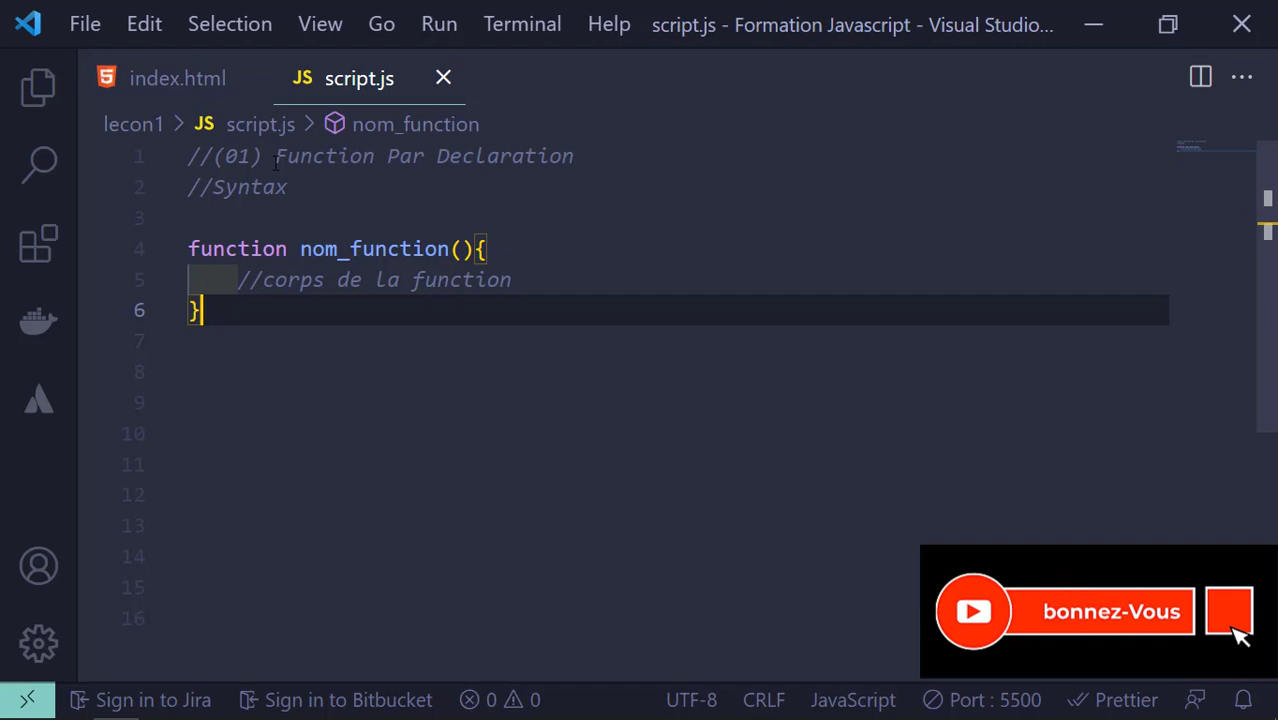 File Edit Selection View Go Run Terminal Help script.js - Formation Javascript - Visual Studio...
index.html JS script.js
lecon1 > JS script.js > nom_function
1 //(01) Function Par Declaration
2 //Syntax
3
4 function nom_function(){
5 //corps de la function
6 }
7
8
9
10
11
12
13
14
15
16
bonnez-Vous
Sign in to Jira Sign in to Bitbucket 0 0 UTF-8 CRLF JavaScript Port : 5500 Prettier